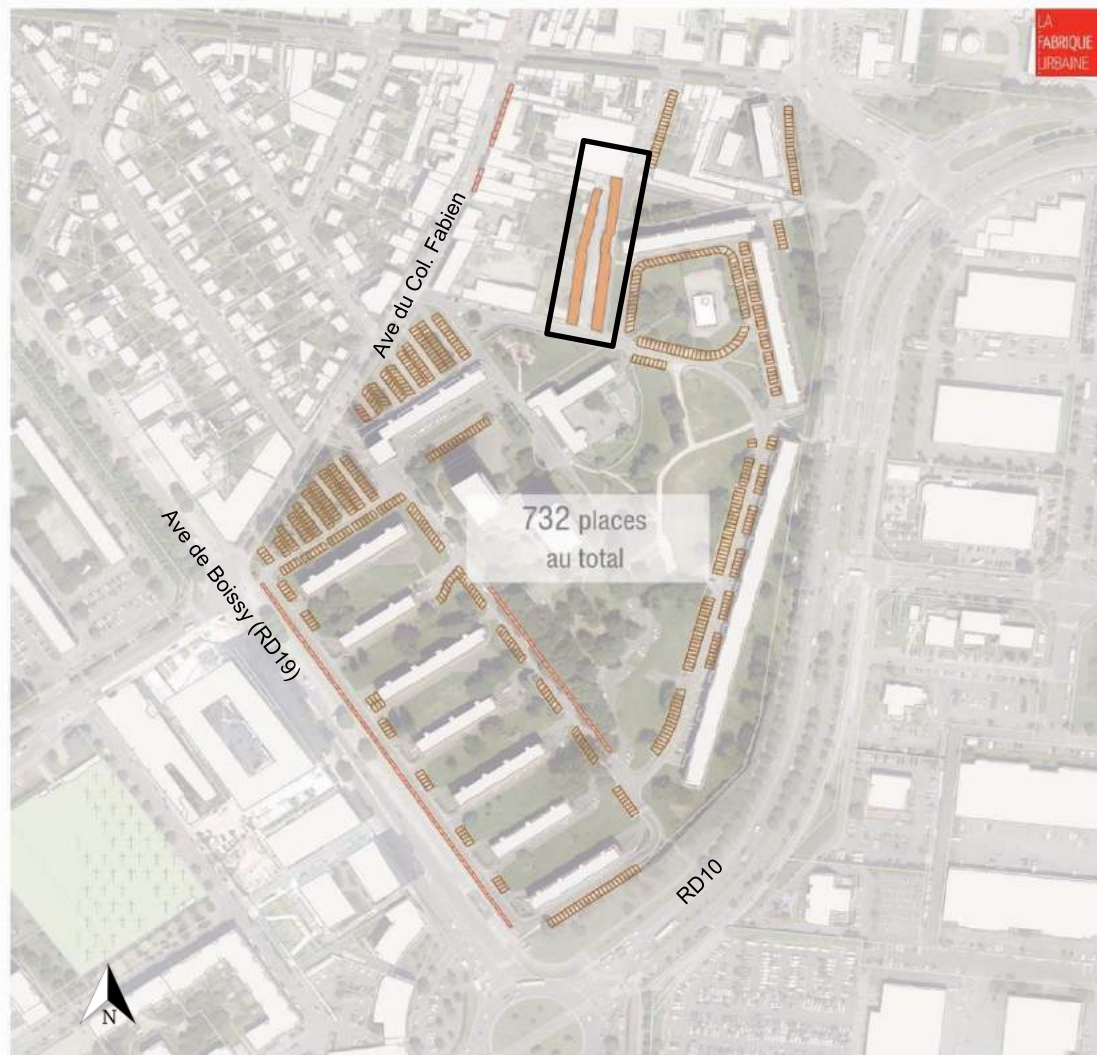 LA
FABRIQUE
URBAINE
Ave du Col. Fabien
732 places
au total
Ave de Boissy (RD19)
RD10
N